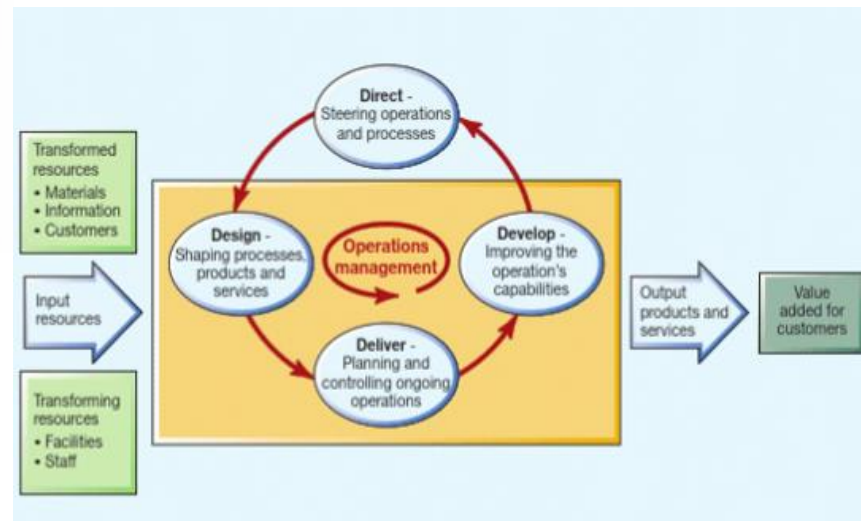 Direct -
Steering operations
and processes
Transformed
resources
• Materials
• Information
• Customers
Design -
Shaping processes,
products and
services
Operations
management
Develop -
Improving the
operation's
capabilities
Input
resources
Output
products and
services
Value
added for
customers
Deliver -
Planning and
controlling ongoing
operations
Transforming
resources
• Facilities
• Staff